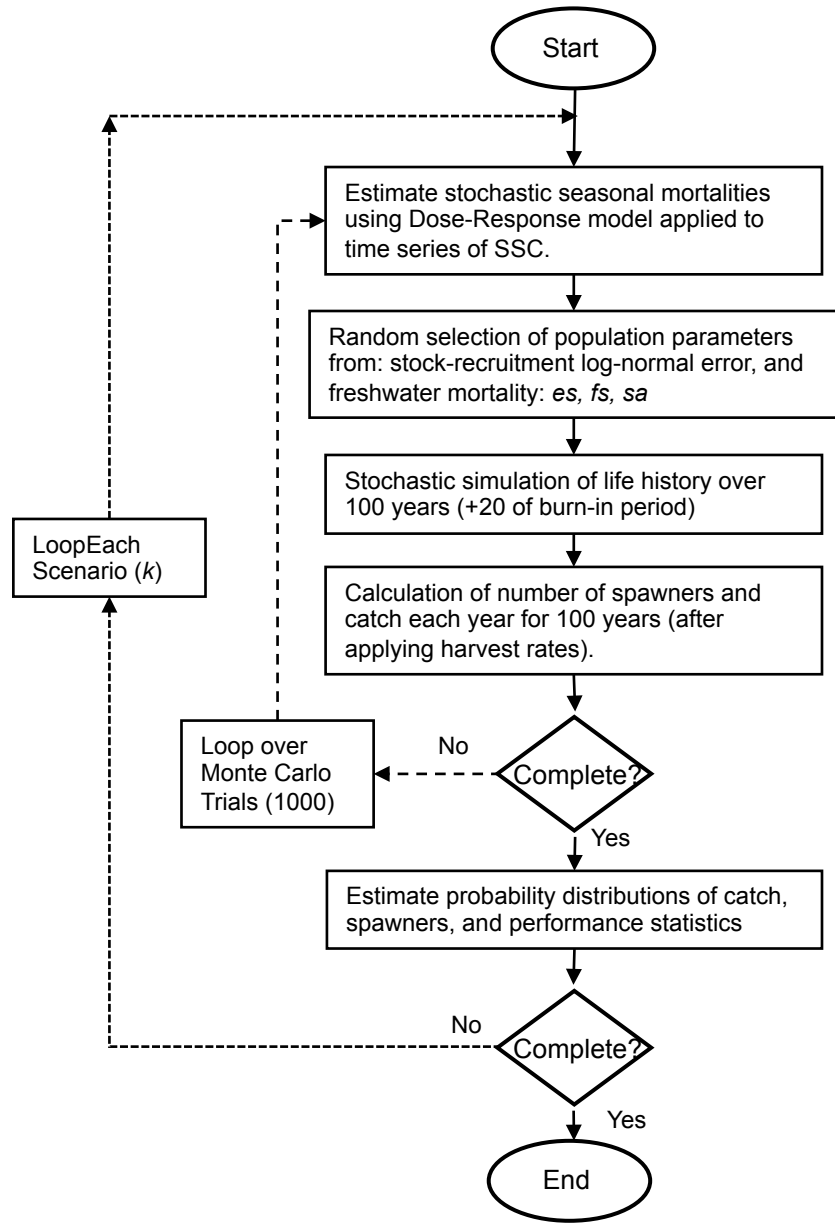 Start
Estimate stochastic seasonal mortalities
using Dose-Response model applied to
time series of SSC.
Random selection of population parameters
from: stock-recruitment log-normal error, and
freshwater mortality: es, fs, sa
Stochastic simulation of life history over
100 years (+20 of burn-in period)
LoopEach
Scenario (k)
Calculation of number of spawners and
catch each year for 100 years (after
applying harvest rates).
Loop over
Monte Carlo
Trials (1000)
No
Complete?
Yes
Estimate probability distributions of catch,
spawners, and performance statistics
No
Complete?
Yes
End